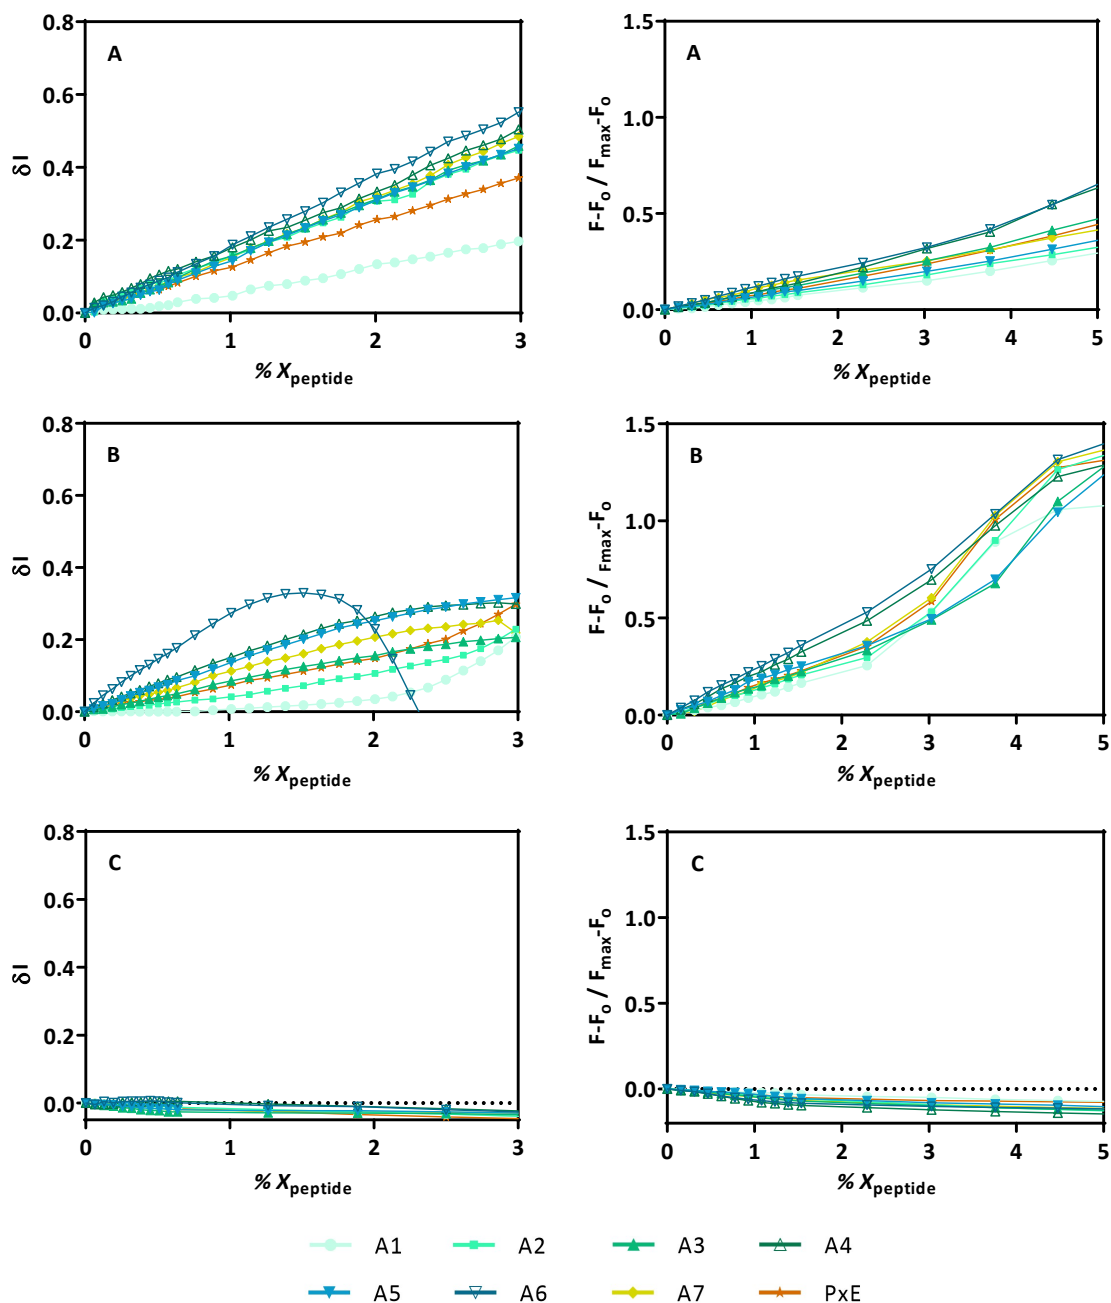 A
0.8
0.6
0.4
0.2
0.0
δI
0 1 2 3
% Xpeptide
A
1.5
1.0
0.5
0.0
F-Fo / Fmax-Fo
0 1 2 3 4 5
% Xpeptide
B
0.8
0.6
0.4
0.2
0.0
δI
0 1 2 3
% Xpeptide
B
1.5
1.0
0.5
0.0
F-Fo / Fmax-Fo
0 1 2 3 4 5
% Xpeptide
C
0.8
0.6
0.4
0.2
0.0
δI
0 1 2 3
% Xpeptide
C
1.5
1.0
0.5
0.0
F-Fo / Fmax-Fo
0 1 2 3 4 5
% Xpeptide
A1 A2 A3 A4
A5 A6 A7 PxE